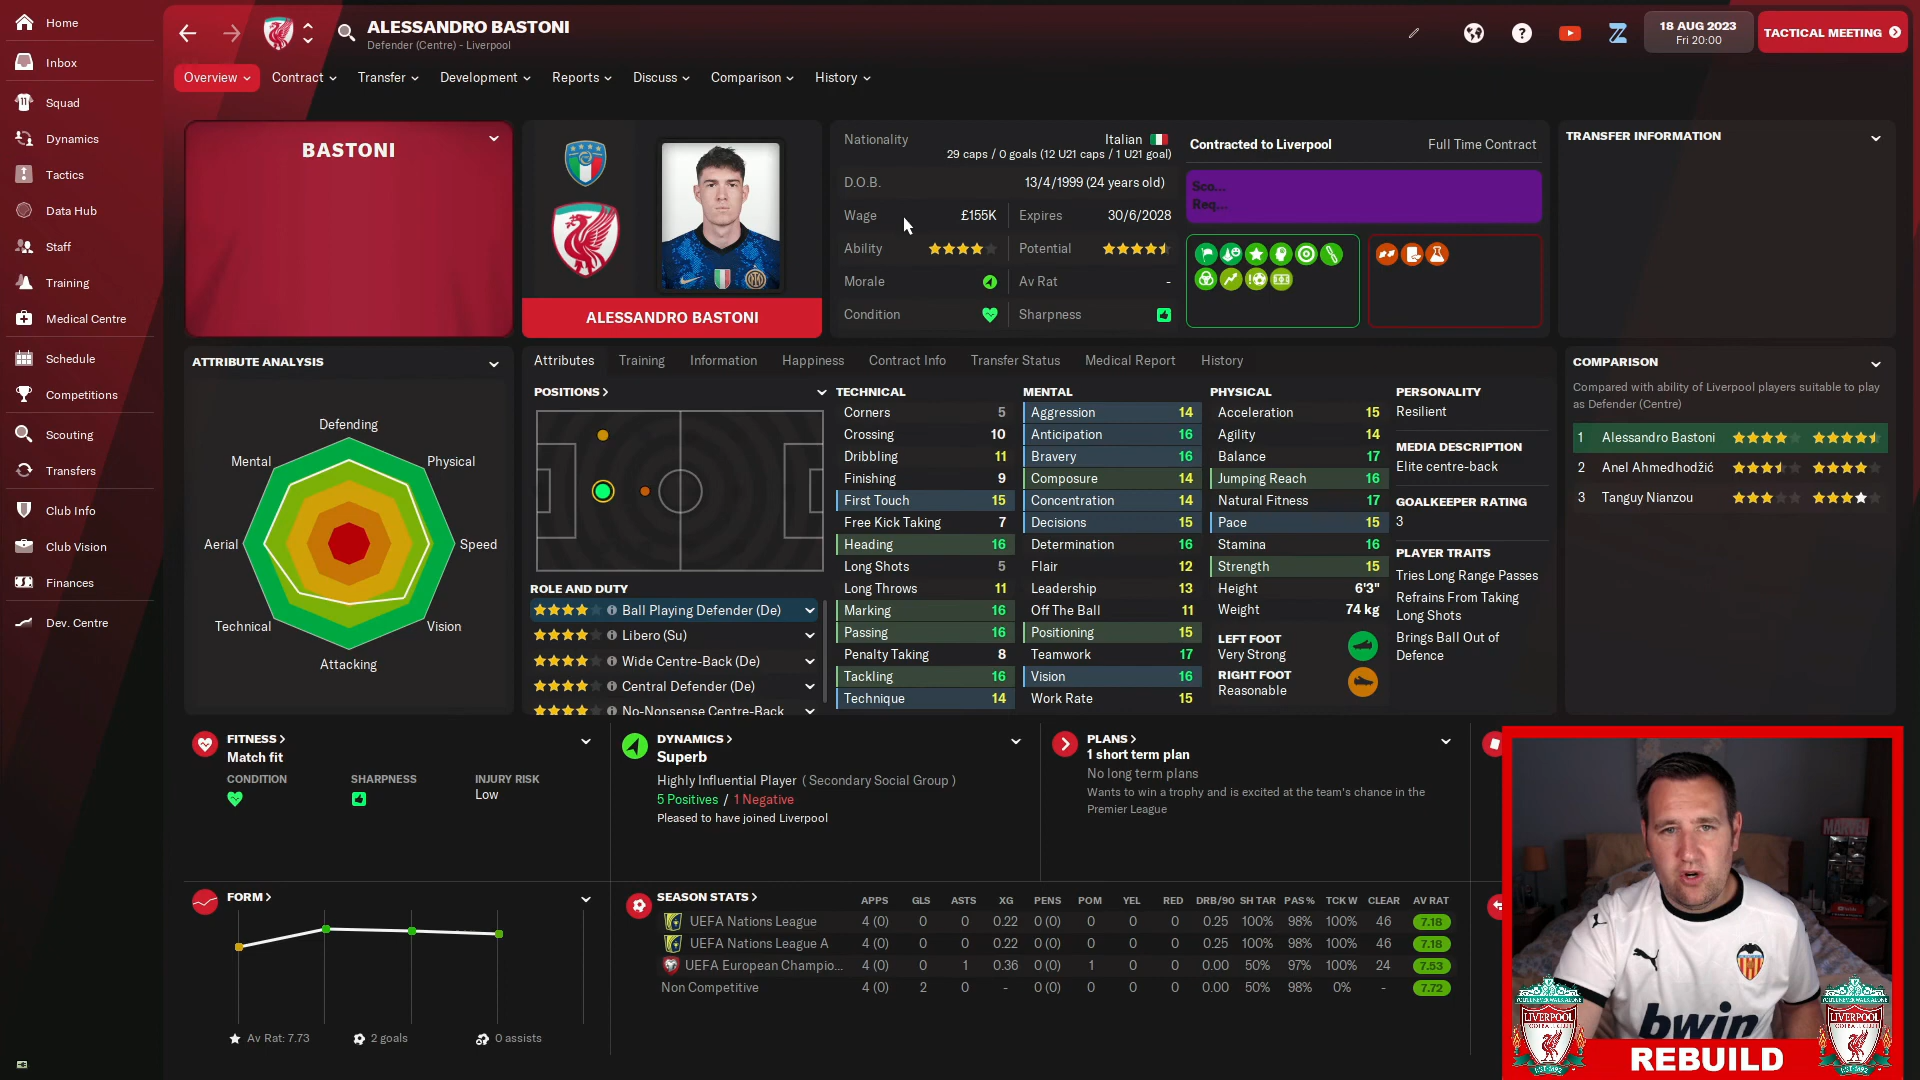 Home
Inbox
Squad
Dynamics
Tactics
Data Hub
Staff
Training
Medical Centre
Schedule
Competitions
Scouting
Transfers
Club Info
Club Vision
Finances
Dev. Centre
ALESSANDRO BASTONI
Defender (Centre) - Liverpool
18 AUG 2023
Fri 20:00
TACTICAL MEETING
Overview Contract Transfer Development Reports Discuss Comparison History
BASTONI
ALESSANDRO BASTONI
Nationality Italian
29 caps / 0 goals (12 U21 caps / 1 U21 goal)
D.O.B. 13/4/1999 (24 years old)
Wage £155K Expires 30/6/2028
Ability Potential
Morale Av Rat -
Condition Sharpness
Contracted to Liverpool Full Time Contract
Sco...
Req...
TRANSFER INFORMATION
ATTRIBUTE ANALYSIS
Defending
Mental Physical
Aerial Speed
Technical Vision
Attacking
Attributes Training Information Happiness Contract Info Transfer Status Medical Report History
POSITIONS >
ROLE AND DUTY
Ball Playing Defender (De)
Libero (Su)
Wide Centre-Back (De)
Central Defender (De)
No-Nonsense Centre-Back
TECHNICAL
Corners 5
Crossing 10
Dribbling 11
Finishing 9
First Touch 15
Free Kick Taking 7
Heading 16
Long Shots 5
Long Throws 11
Marking 16
Passing 16
Penalty Taking 8
Tackling 16
Technique 14
MENTAL
Aggression 14
Anticipation 16
Bravery 16
Composure 14
Concentration 14
Decisions 15
Determination 16
Flair 12
Leadership 13
Off The Ball 11
Positioning 15
Teamwork 17
Vision 16
Work Rate 15
PHYSICAL
Acceleration 15
Agility 14
Balance 17
Jumping Reach 16
Natural Fitness 17
Pace 15
Stamina 16
Strength 15
Height 6'3"
Weight 74 kg
LEFT FOOT
Very Strong
RIGHT FOOT
Reasonable
PERSONALITY
Resilient
MEDIA DESCRIPTION
Elite centre-back
GOALKEEPER RATING
3
PLAYER TRAITS
Tries Long Range Passes
Refrains From Taking
Long Shots
Brings Ball Out of
Defence
COMPARISON
Compared with ability of Liverpool players suitable to play
as Defender (Centre)
1 Alessandro Bastoni
2 Anel Ahmedhodžić
3 Tanguy Nianzou
FITNESS >
Match fit
CONDITION SHARPNESS INJURY RISK
Low
DYNAMICS >
Superb
Highly Influential Player ( Secondary Social Group )
5 Positives / 1 Negative
Pleased to have joined Liverpool
PLANS >
1 short term plan
No long term plans
Wants to win a trophy and is excited at the team's chance in the
Premier League
FORM >
Av Rat: 7.73 2 goals 0 assists
SEASON STATS > APPS GLS ASTS XG PENS POM YEL RED DRB/90 SH TAR PAS % TCK W CLEAR AV RAT
UEFA Nations League 4 (0) 0 0 0.22 0 (0) 0 0 0 0.25 100% 98% 100% 46 7.18
UEFA Nations League A 4 (0) 0 0 0.22 0 (0) 0 0 0 0.25 100% 98% 100% 46 7.18
UEFA European Champio... 4 (0) 0 1 0.36 0 (0) 1 0 0 0.00 50% 97% 100% 24 7.53
Non Competitive 4 (0) 2 0 - 0 (0) 0 0 0 0.00 50% 98% 0% - 7.72
MARVEL
bwin
LIVERPOOL
FOOTBALL CLUB
EST·1892
LIVERPOOL
FOOTBALL CLUB
EST·1892
REBUILD